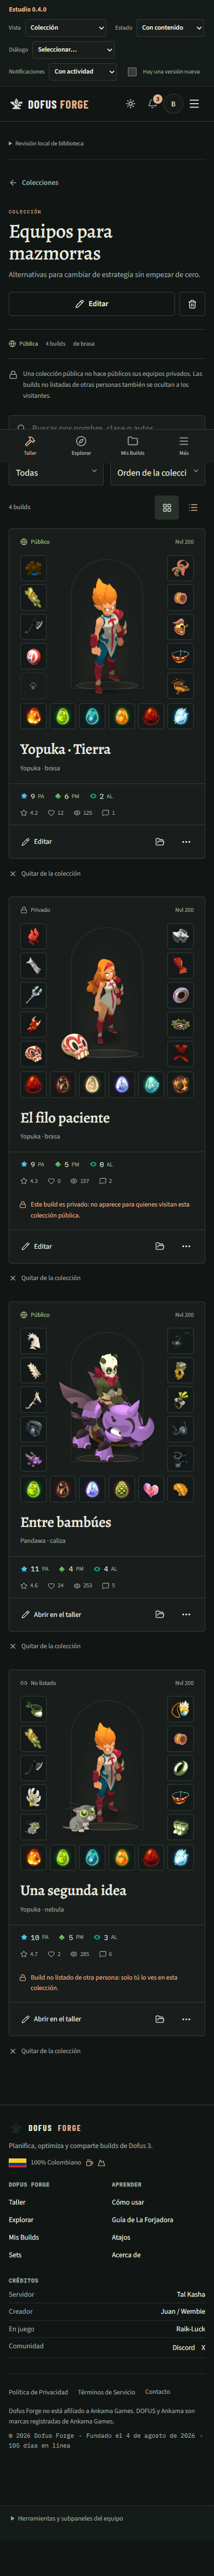 Estudio 0.4.0
Vista Colección Estado Con contenido
Diálogo Seleccionar...
Notificaciones Con actividad Hay una versión nueva
DOFUS FORGE 3 B
Revisión local de biblioteca
Colecciones
COLECCIÓN
Equipos para mazmorras
Alternativas para cambiar de estrategia sin empezar de cero.
Editar
Pública 4 builds de brasa
Una colección pública no hace públicos sus equipos privados. Las
builds no listadas de otras personas también se ocultan a los
visitantes.
Buscar por nombre, clase o autor
Taller Explorar Mis Builds Más
Todas Orden de la colecci
4 builds
Público Nvl 200
Yopuka · Tierra
Yopuka · brasa
9 PA 6 PM 2 AL
4.2 12 125 1
Editar
Quitar de la colección
Privado Nvl 200
El filo paciente
Yopuka · brasa
9 PA 5 PM 0 AL
4.3 0 157 2
Este build es privado: no aparece para quienes visitan esta
colección pública.
Editar
Quitar de la colección
Público Nvl 200
Entre bambúes
Pandawa · caliza
11 PA 4 PM 4 AL
4.6 24 253 5
Abrir en el taller
Quitar de la colección
No listado Nvl 200
Una segunda idea
Yopuka · nebula
10 PA 5 PM 3 AL
4.7 2 285 6
Build no listado de otra persona: solo tú lo ves en esta
colección.
Abrir en el taller
Quitar de la colección
DOFUS FORGE
Planifica, optimiza y comparte builds de Dofus 3.
100% Colombiano
DOFUS FORGE APRENDER
Taller Cómo usar
Explorar Guía de La Forjadora
Mis Builds Atajos
Sets Acerca de
CRÉDITOS
Servidor Tal Kasha
Creador Juan / Wembie
En juego Raik-Luck
Comunidad Discord X
Política de Privacidad Términos de Servicio Contacto
Dofus Forge no está afiliado a Ankama Games. DOFUS y Ankama son
marcas registradas de Ankama Games.
© 2026 Dofus Forge · Fundado el 4 de agosto de 2026 ·
105 días en línea
Herramientas y subpaneles del equipo